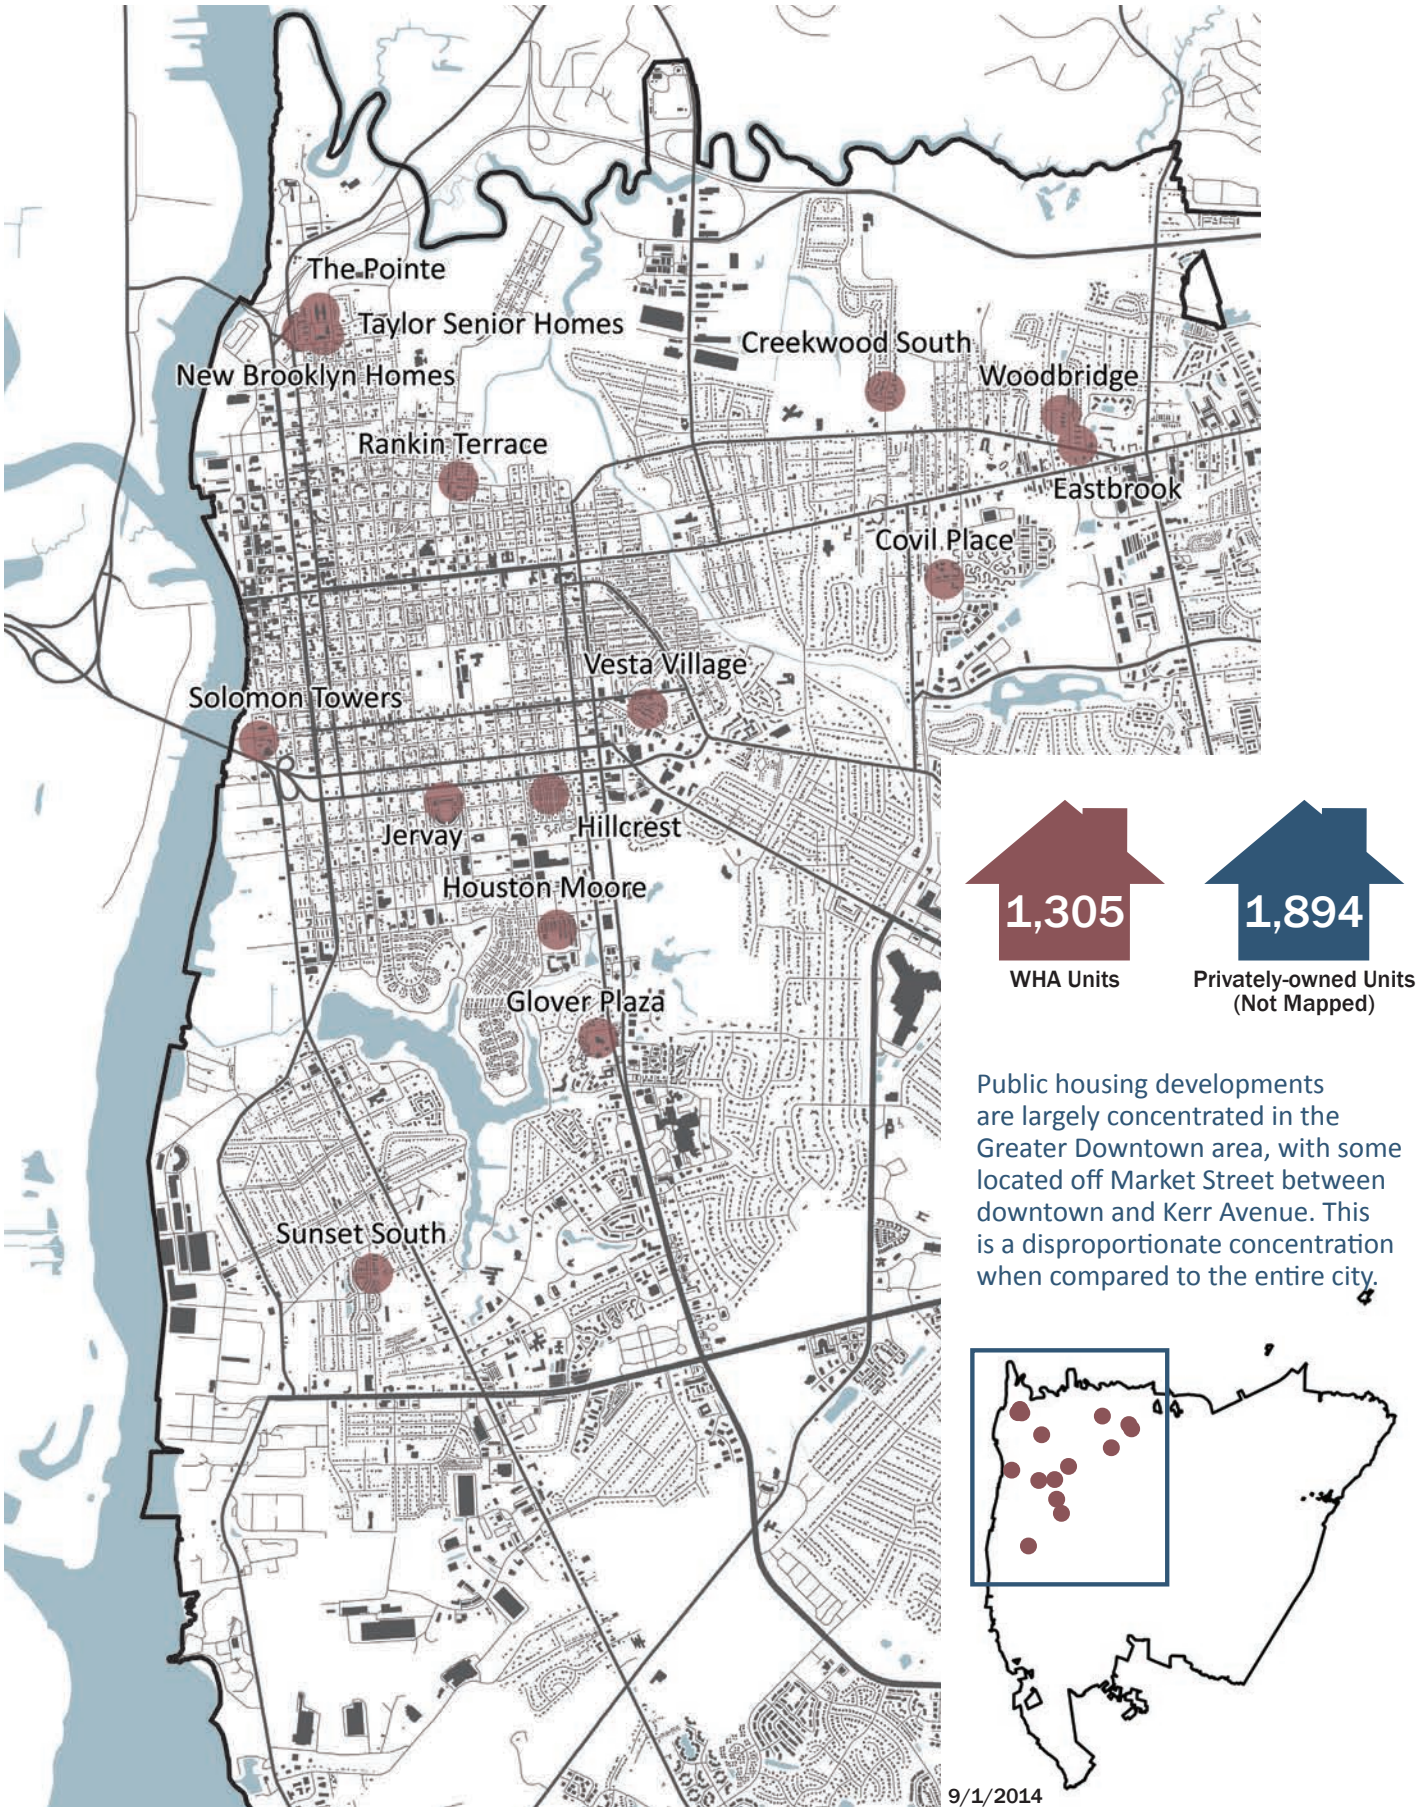 The Pointe
Taylor Senior Homes
New Brooklyn Homes
Creekwood South
Woodbridge
Rankin Terrace
Eastbrook
Covil Place
Vesta Village
Solomon Towers
Jervay
Hillcrest
Houston Moore
Glover Plaza
Sunset South
1,305
WHA Units
1,894
Privately-owned Units
(Not Mapped)
Public housing developments
are largely concentrated in the
Greater Downtown area, with some
located off Market Street between
downtown and Kerr Avenue. This
is a disproportionate concentration
when compared to the entire city.
9/1/2014